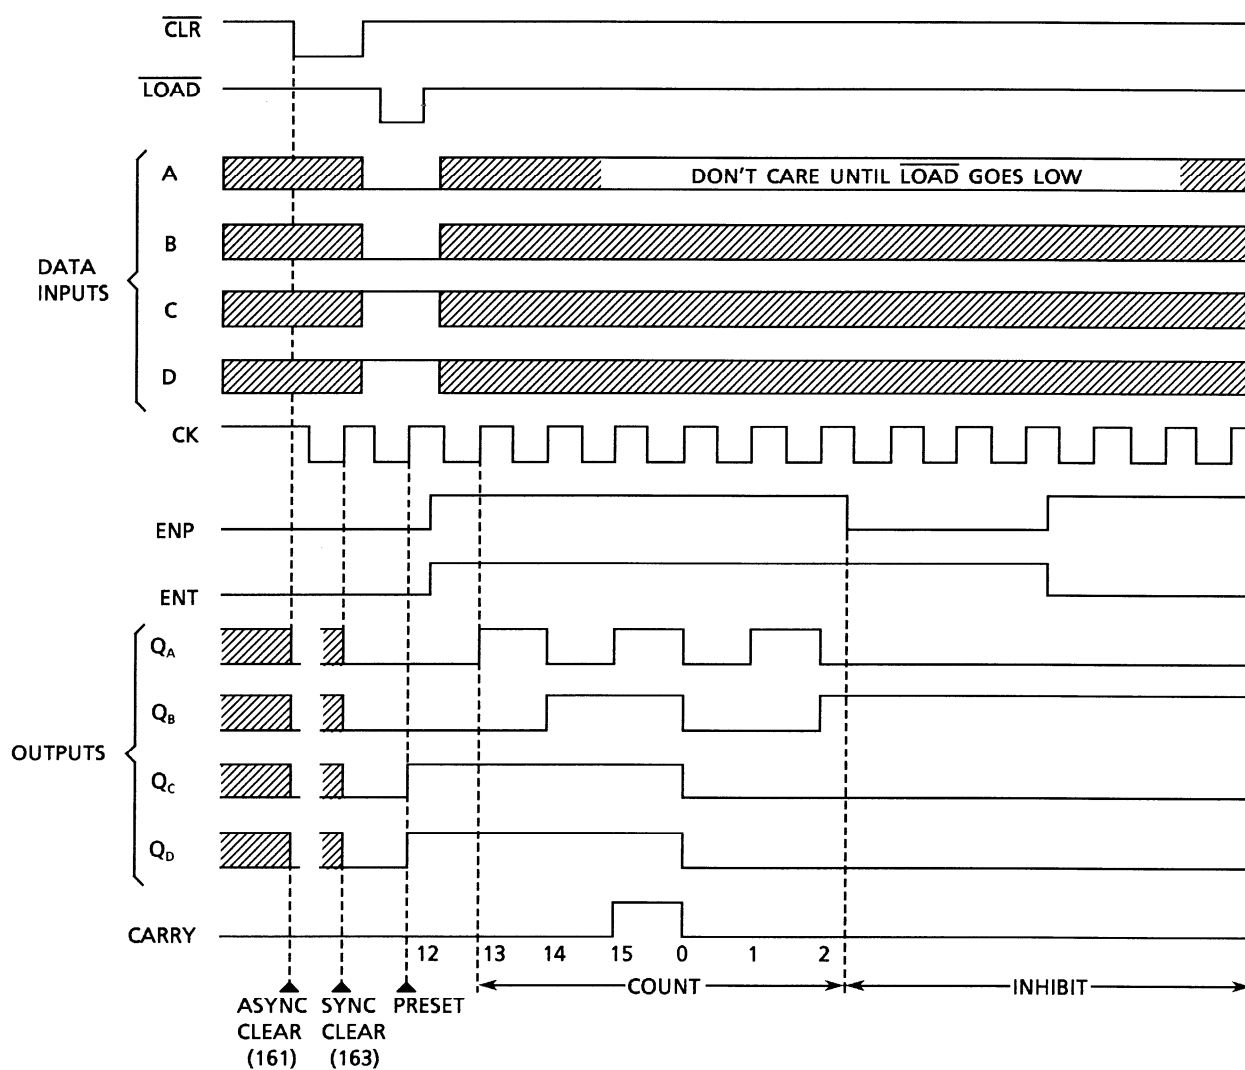 CLR
LOAD
A
DON'T CARE UNTIL LOAD GOES LOW
B
DATA
INPUTS
C
D
CK
ENP
ENT
QA
QB
OUTPUTS
QC
QD
CARRY
12 13 14 15 0 1 2
COUNT INHIBIT
ASYNC CLEAR (161)
SYNC CLEAR (163)
PRESET